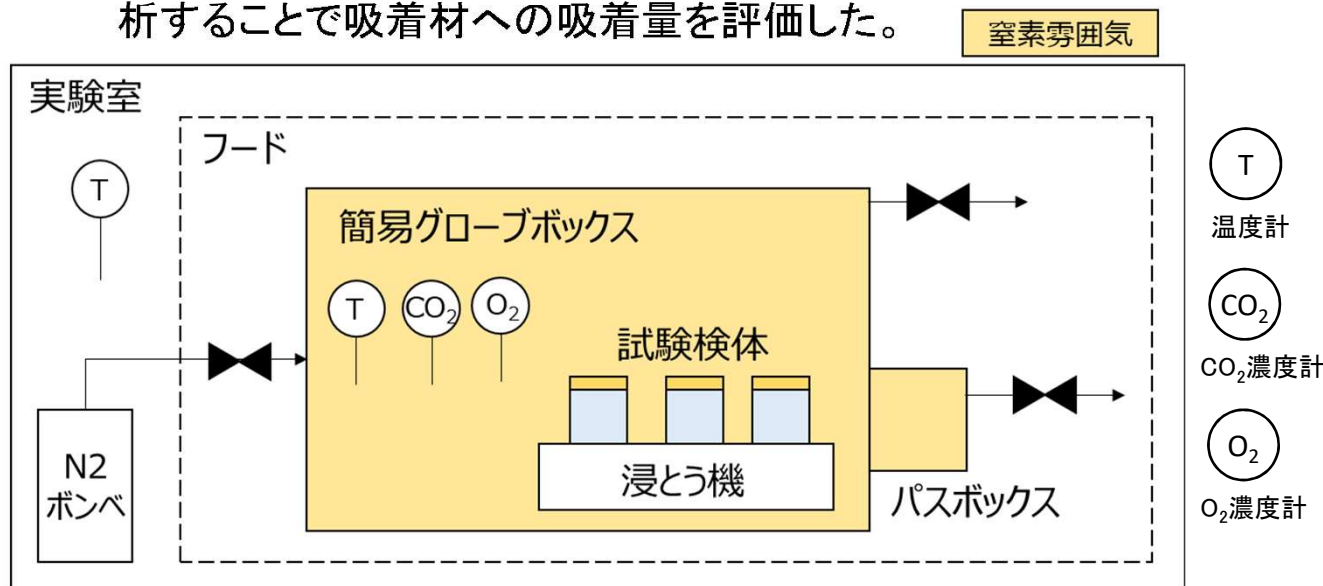 析することで吸着材への吸着量を評価した。
窒素雰囲気
実験室
フード
T
簡易グローブボックス
T
CO₂
O₂
試験検体
浸とう機
N2
ボンベ
パスボックス
T
温度計
CO₂
CO₂濃度計
O₂
O₂濃度計